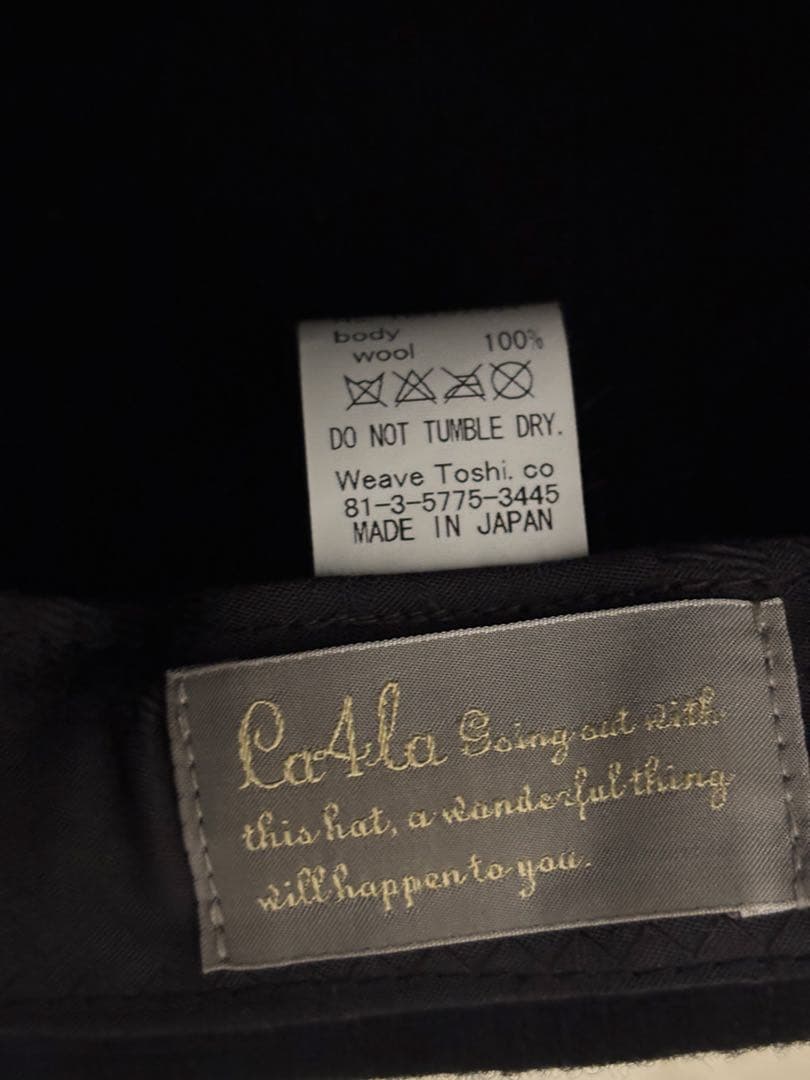 body
wool 100%
DO NOT TUMBLE DRY.
Weave Toshi. co
81-3-5775-3445
MADE IN JAPAN
Ca4la Going out with
this hat, a wonderful thing
will happen to you.